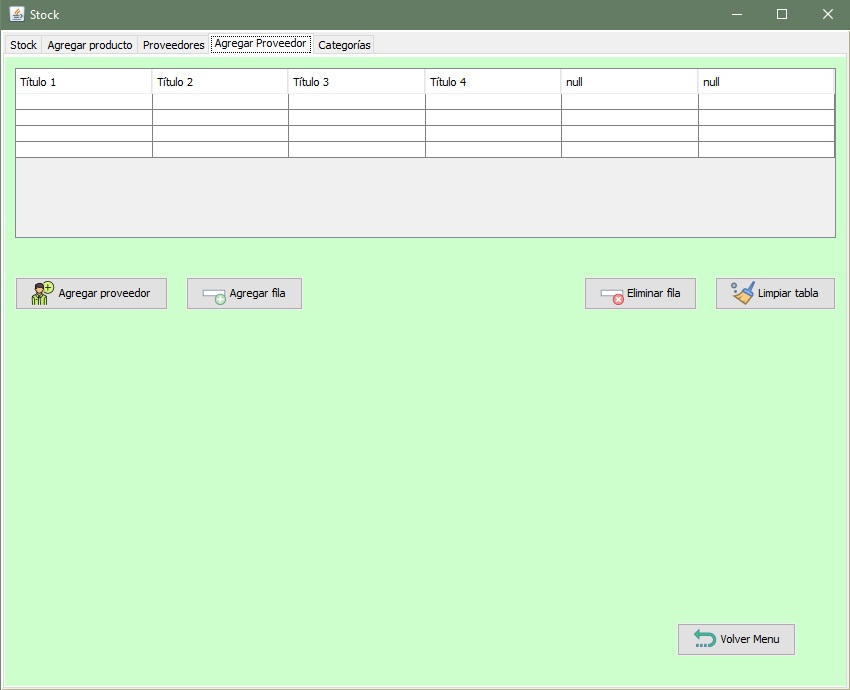 Stock
Stock Agregar producto Proveedores Agregar Proveedor Categorías
Título 1 Título 2 Título 3 Título 4 null null
Agregar proveedor Agregar fila Eliminar fila Limpiar tabla
Volver Menu